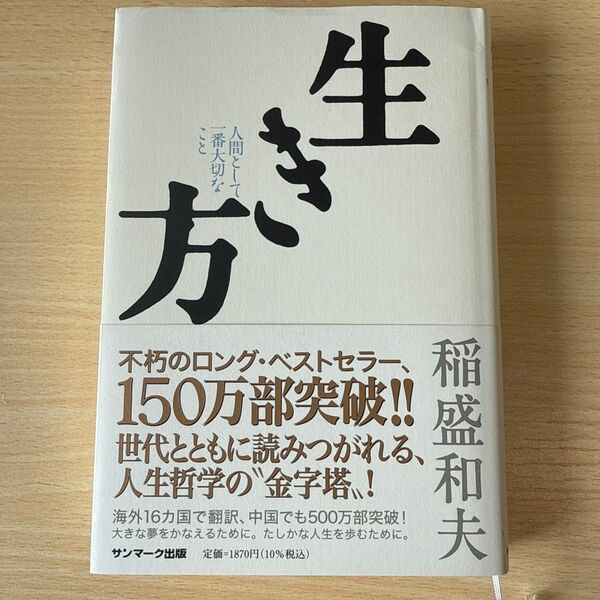 生き方
人間として
一番大切な
こと
稲盛和夫
不朽のロング・ベストセラー、
150万部突破!!
世代とともに読みつがれる、
人生哲学の〝金字塔〟!
海外16カ国で翻訳、中国でも500万部突破!
大きな夢をかなえるために。たしかな人生を歩むために。
サンマーク出版 定価=1870円(10%税込)